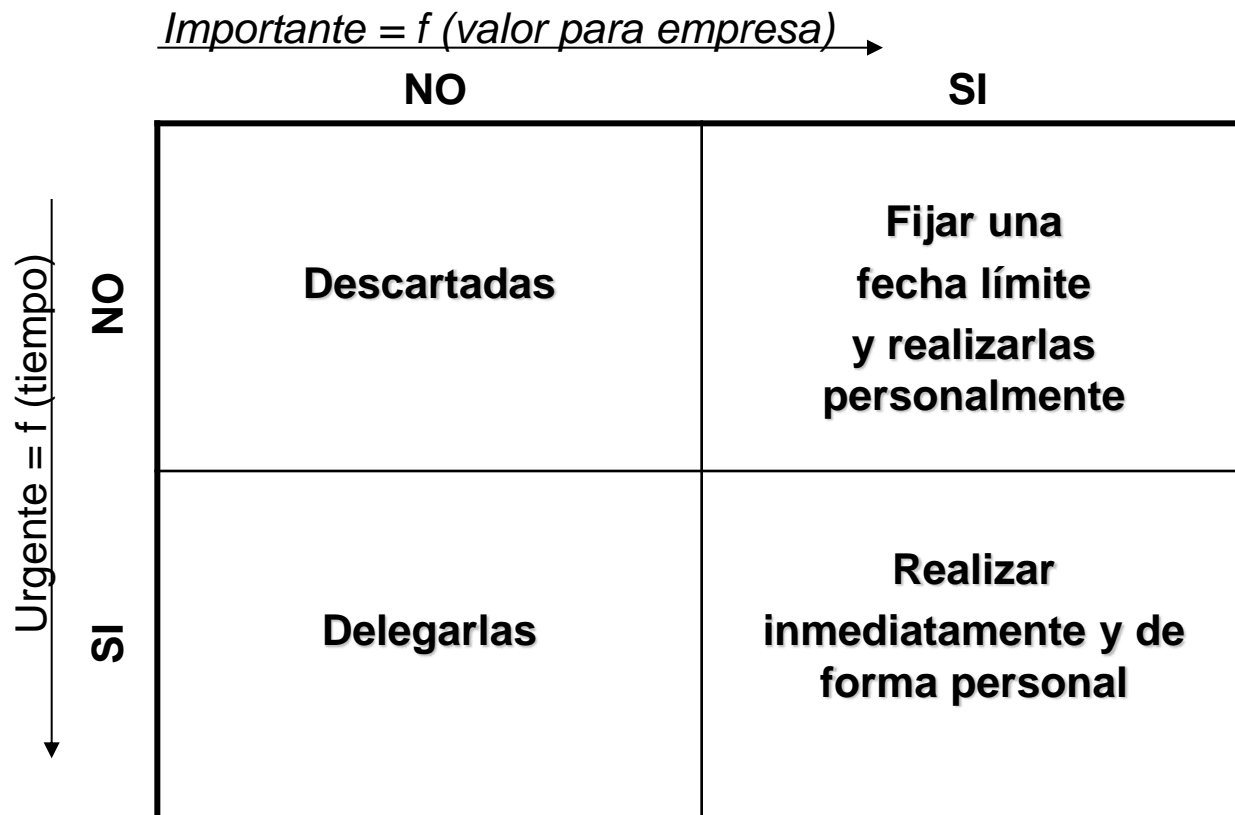 Importante = f (valor para empresa)
NO
SI
Urgente = f (tiempo)
NO
Descartadas
Fijar una
fecha límite
y realizarlas
personalmente
SI
Delegarlas
Realizar
inmediatamente y de
forma personal